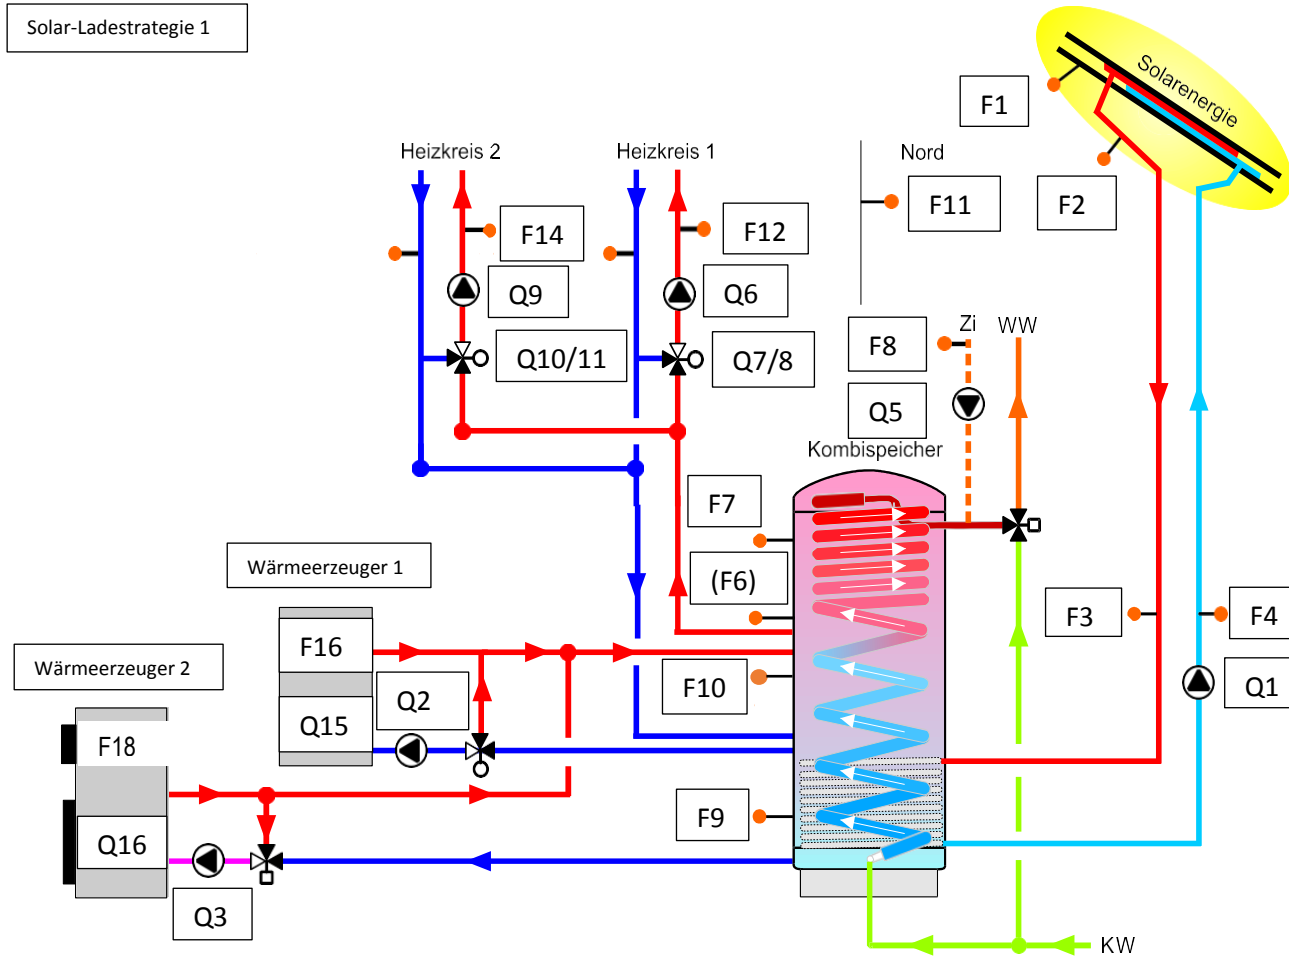 Solar-Ladestrategie 1
Solarenergie
F1
F2
Heizkreis 2
Heizkreis 1
Nord
F11
F14
F12
Q9
Q6
Q10/11
Q7/8
F8
Zi
WW
Q5
Kombispeicher
F7
(F6)
Wärmeerzeuger 1
F16
F3
F4
Wärmeerzeuger 2
Q2
F10
Q1
Q15
F18
F9
Q16
Q3
KW